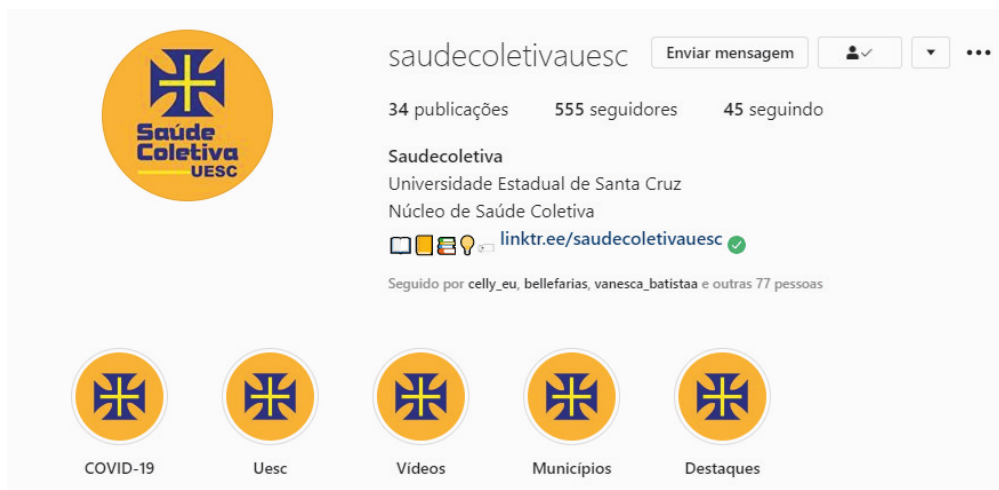 Saúde
Coletiva
UESC
saudecoletivauesc Enviar mensagem
34 publicações 555 seguidores 45 seguindo
Saudecoletiva
Universidade Estadual de Santa Cruz
Núcleo de Saúde Coletiva
linktr.ee/saudecoletivauesc
Seguido por celly_eu, bellefarias, vanesca_batistaa e outras 77 pessoas
COVID-19 Uesc Vídeos Municípios Destaques